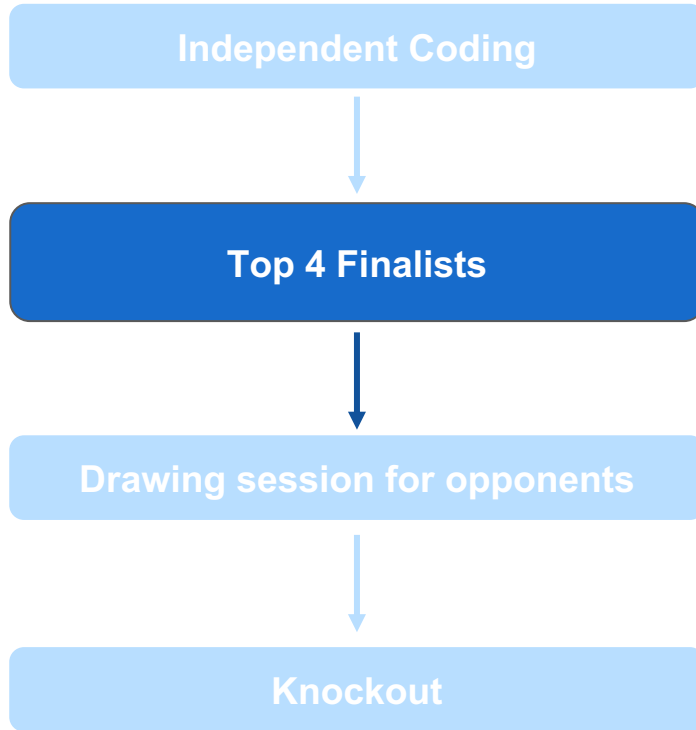 Independent Coding
Top 4 Finalists
Drawing session for opponents
Knockout